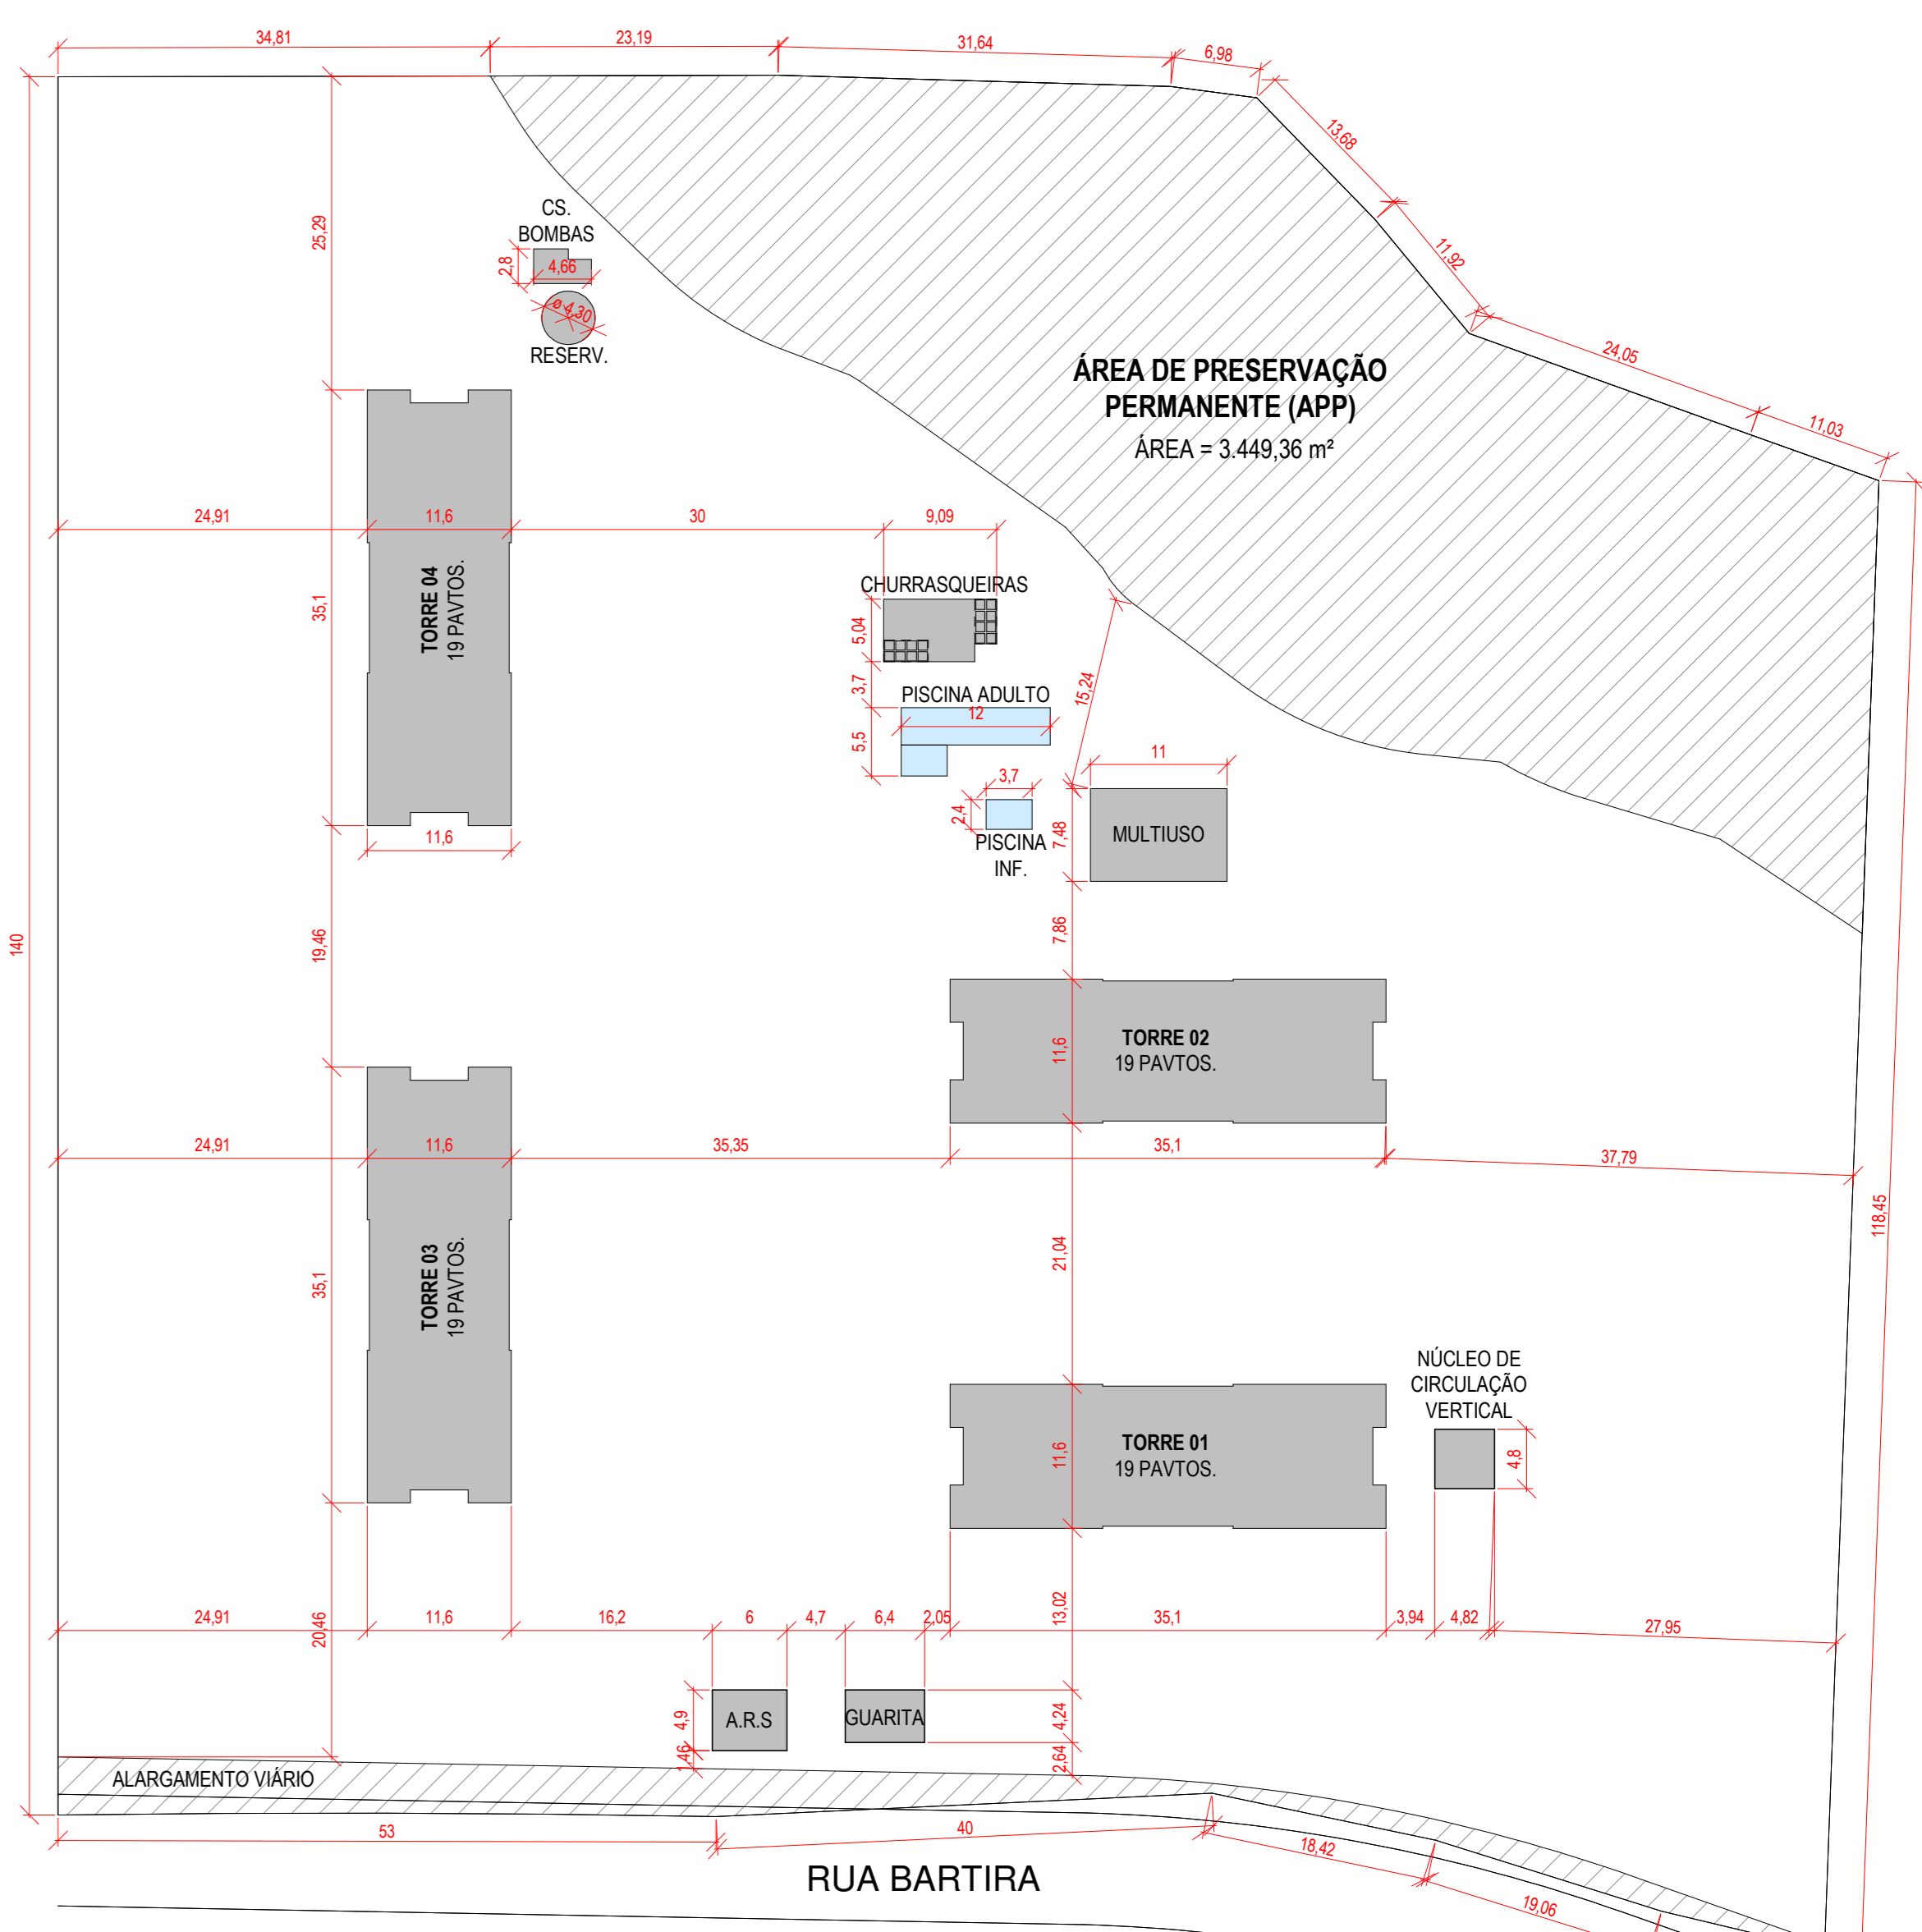 34,81
23,19
31,64
6,98
13,68
11,92
24,05
11,03
25,29
CS.
BOMBAS
2,8
4,66
ø 4,30
RESERV.
ÁREA DE PRESERVAÇÃO
PERMANENTE (APP)
ÁREA = 3.449,36 m²
24,91
11,6
30
9,09
TORRE 04
19 PAVTOS.
35,1
CHURRASQUEIRAS
5,04
3,7
15,24
PISCINA ADULTO
12
5,5
11
3,7
2,4
PISCINA
INF.
7,48
MULTIUSO
11,6
140
19,46
7,86
TORRE 02
19 PAVTOS.
11,6
24,91
11,6
35,35
35,1
37,79
118,45
TORRE 03
19 PAVTOS.
35,1
21,04
NÚCLEO DE
CIRCULAÇÃO
VERTICAL
4,8
TORRE 01
19 PAVTOS.
11,6
24,91
11,6
16,2
6
4,7
6,4
2,05
13,02
35,1
3,94
4,82
27,95
20,46
4,9
A.R.S
GUARITA
4,24
1,46
2,64
ALARGAMENTO VIÁRIO
53
40
18,42
19,06
RUA BARTIRA